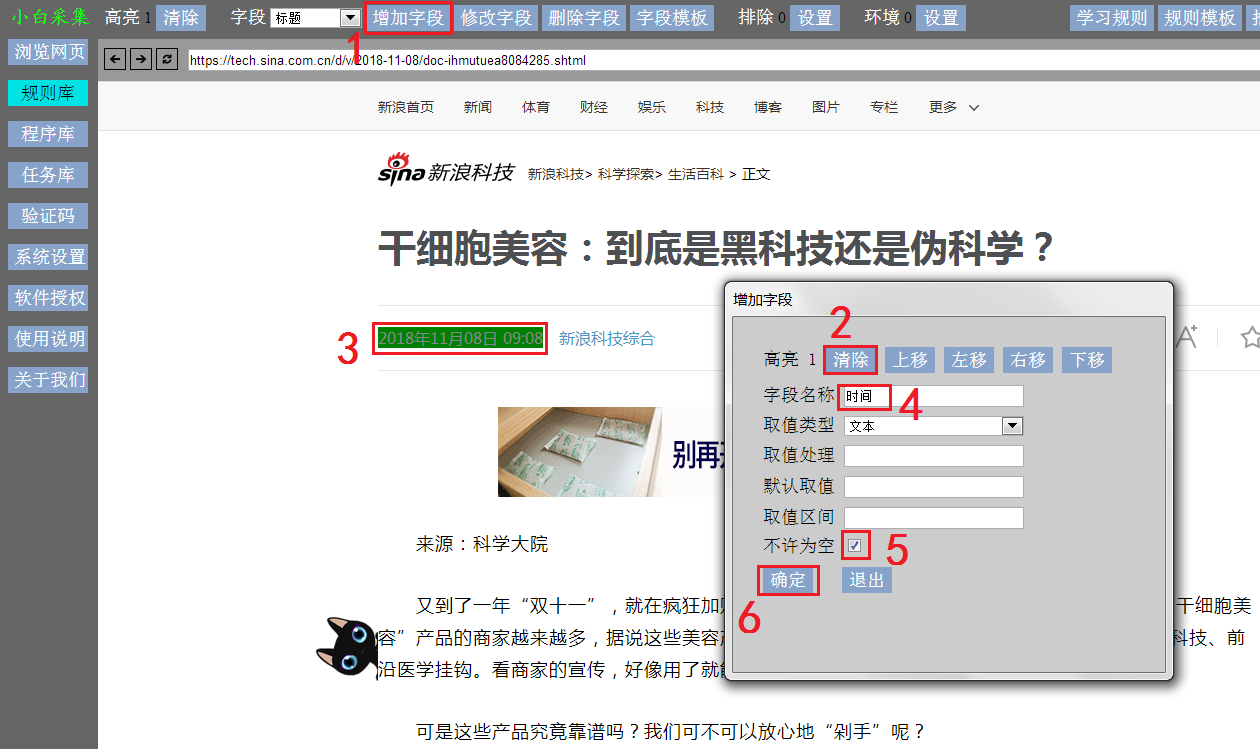 小白采集 高亮 1 清除 字段 标题 增加字段 修改字段 删除字段 字段模板 排除 0 设置 环境 0 设置 学习规则 规则模板
1
浏览网页
https://tech.sina.com.cn/d/v/2018-11-08/doc-ihmutuea8084285.shtml
规则库
新浪首页 新闻 体育 财经 娱乐 科技 博客 图片 专栏 更多
程序库
任务库
验证码
系统设置
软件授权
使用说明
关于我们
sina 新浪科技 新浪科技> 科学探索> 生活百科 > 正文
干细胞美容：到底是黑科技还是伪科学？
3 2018年11月08日 09:08 新浪科技综合
A+
别再
来源：科学大院
又到了一年“双十一”，就在疯狂加
干细胞美
容”产品的商家越来越多，据说这些美容
科技、前
沿医学挂钩。看商家的宣传，好像用了就
可是这些产品究竟靠谱吗？我们可不可以放心地“剁手”呢？
增加字段
2
高亮 1 清除 上移 左移 右移 下移
字段名称 时间 4
取值类型 文本
取值处理
默认取值
取值区间
不许为空 5
确定 退出
6